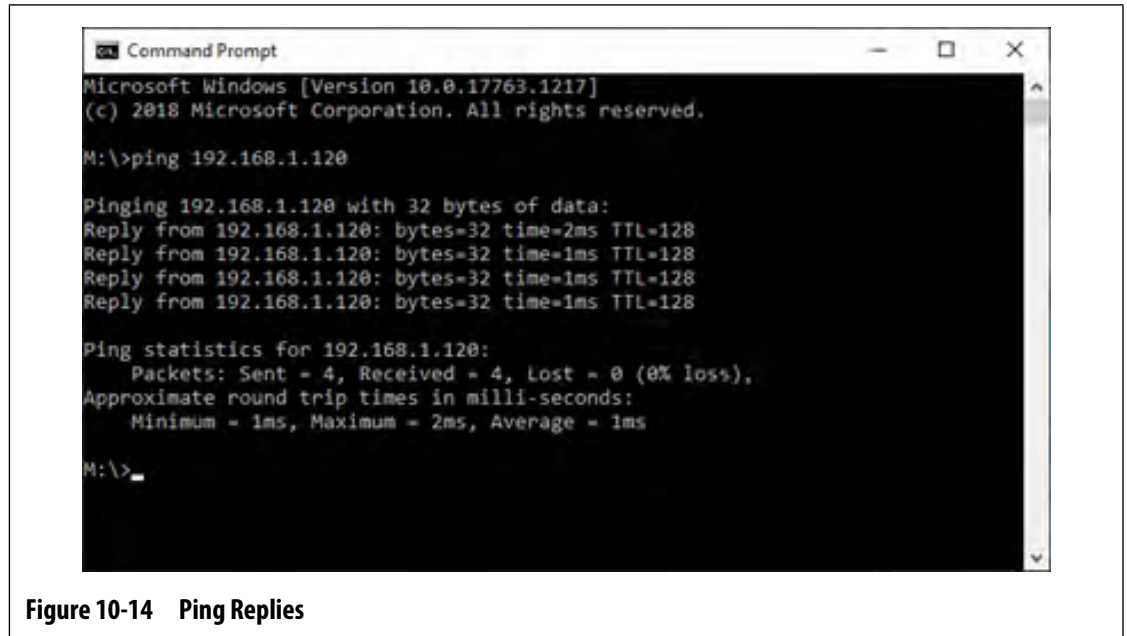 Command Prompt
Microsoft Windows [Version 10.0.17763.1217]
(c) 2018 Microsoft Corporation. All rights reserved.
M:\>ping 192.168.1.120
Pinging 192.168.1.120 with 32 bytes of data:
Reply from 192.168.1.120: bytes=32 time=2ms TTL=128
Reply from 192.168.1.120: bytes=32 time=1ms TTL=128
Reply from 192.168.1.120: bytes=32 time=1ms TTL=128
Reply from 192.168.1.120: bytes=32 time=1ms TTL=128
Ping statistics for 192.168.1.120:
Packets: Sent = 4, Received = 4, Lost = 0 (0% loss),
Approximate round trip times in milli-seconds:
Minimum = 1ms, Maximum = 2ms, Average = 1ms
M:\>
Figure 10-14 Ping Replies